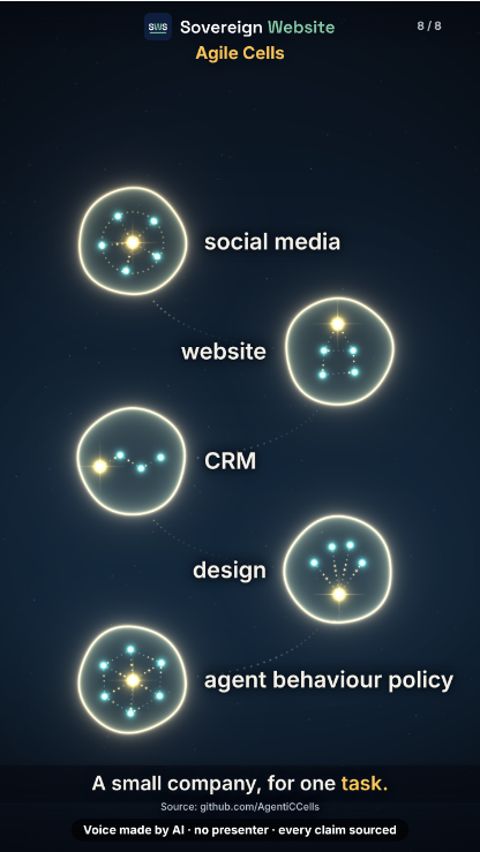 SWS
Sovereign Website
8 / 8
Agile Cells
social media
website
CRM
design
agent behaviour policy
A small company, for one task.
Source: github.com/AgentiCCells
Voice made by AI · no presenter · every claim sourced